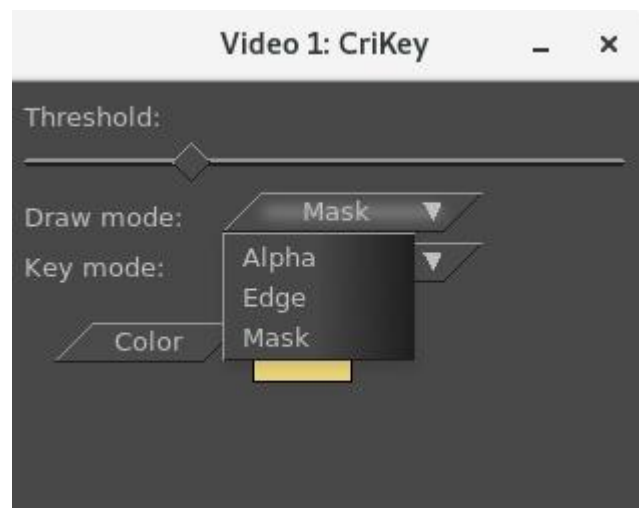 Video 1: CriKey
Threshold:
Draw mode: Mask
Key mode:
Alpha
Edge
Mask
Color